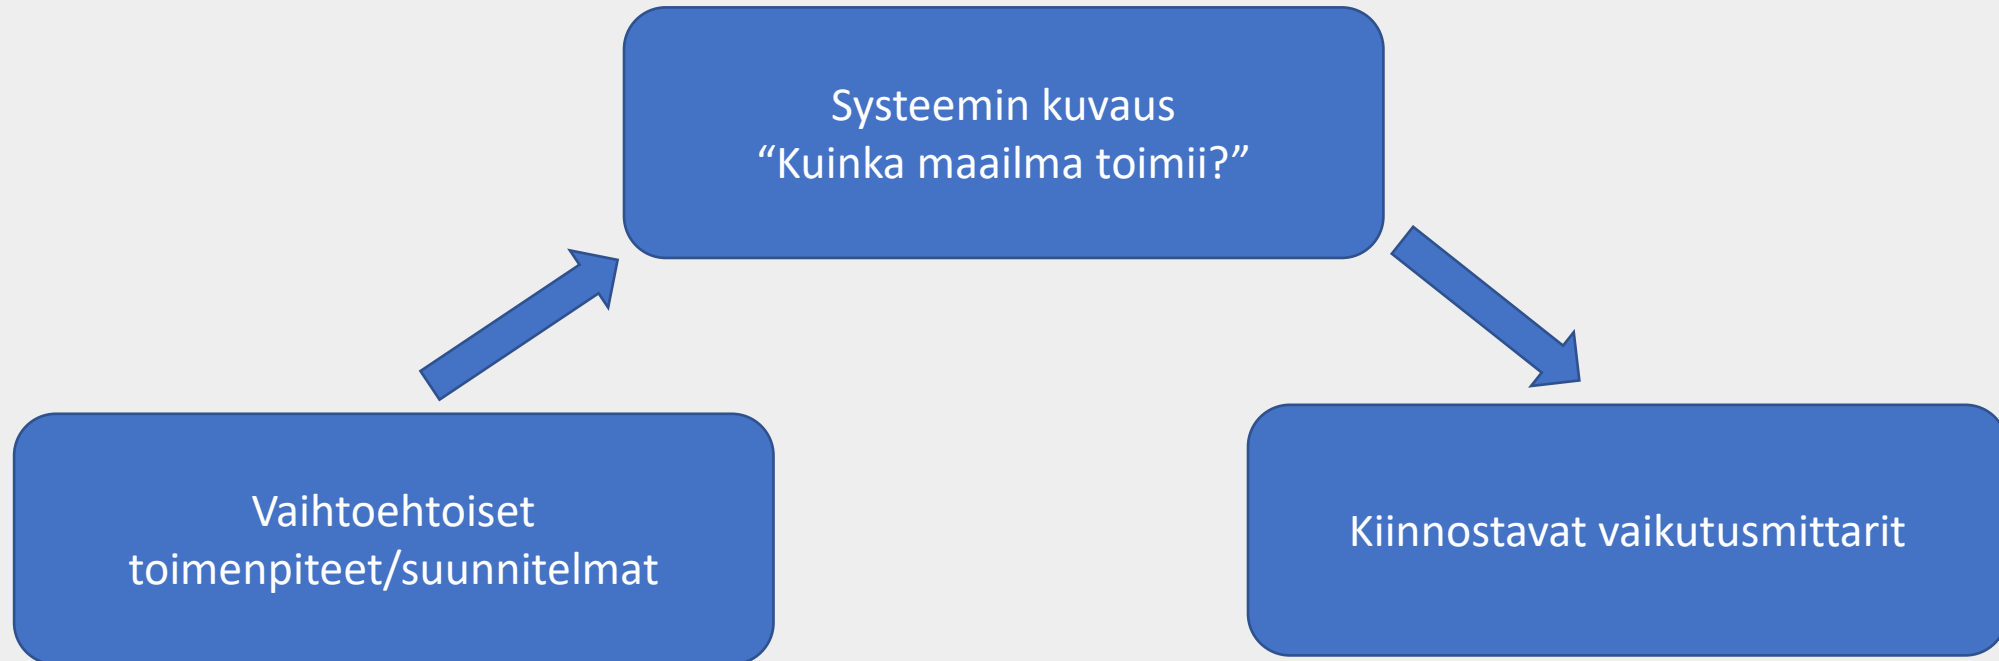 Systeemin kuvaus
“Kuinka maailma toimii?”
Vaihtoehtoiset
toimenpiteet/suunnitelmat
Kiinnostavat vaikutusmittarit